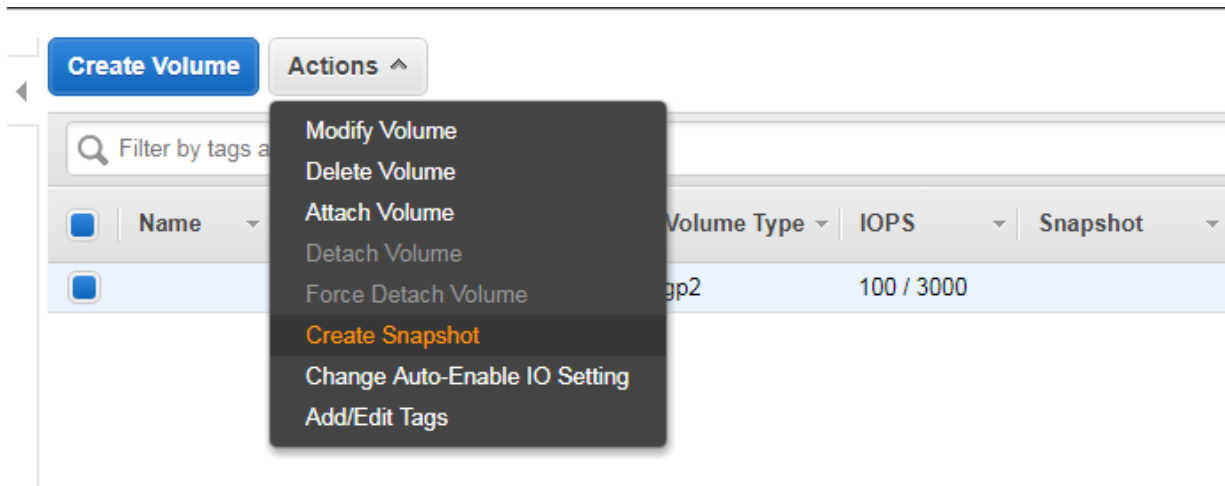 Create Volume Actions
Modify Volume
Filter by tags a
Delete Volume
Attach Volume
Name Volume Type IOPS Snapshot
Detach Volume
Force Detach Volume
gp2 100 / 3000
Create Snapshot
Change Auto-Enable IO Setting
Add/Edit Tags